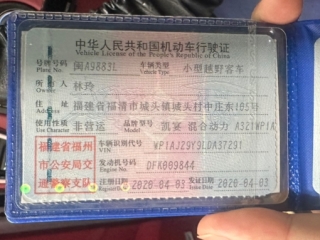 中华人民共和国机动车行驶证
Vehicle License of the People's Republic of China
号牌号码 闽A9883L 车辆类型 小型越野客车
Plate No. Vehicle Type
所有人 林玲
Owner
住址 福建省福清市城头镇城头村中庄东185号
Address
使用性质 非营运 品牌型号 凯宴 混合动力
Use Character Model
福建省福州
市公安局交
通警察支队
车辆识别代号
VIN
发动机号码 DFK009844
Engine No.
注册日期 2020-04-03 发证日期 2020-04-03
Register Date Issue Date